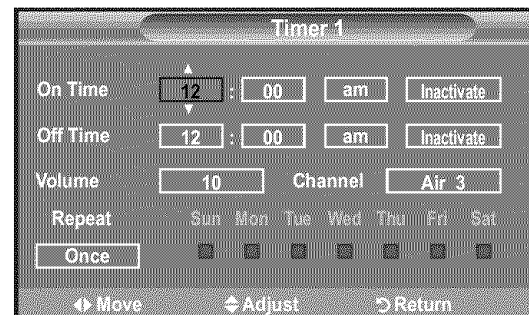 Timer 1
On Time 12 : 00 am Inactivate
Off Time 12 : 00 am Inactivate
Volume 10 Channel Air 3
Repeat Sun Mon Tue Wed Thu Fri Sat
Once
Move Adjust Return